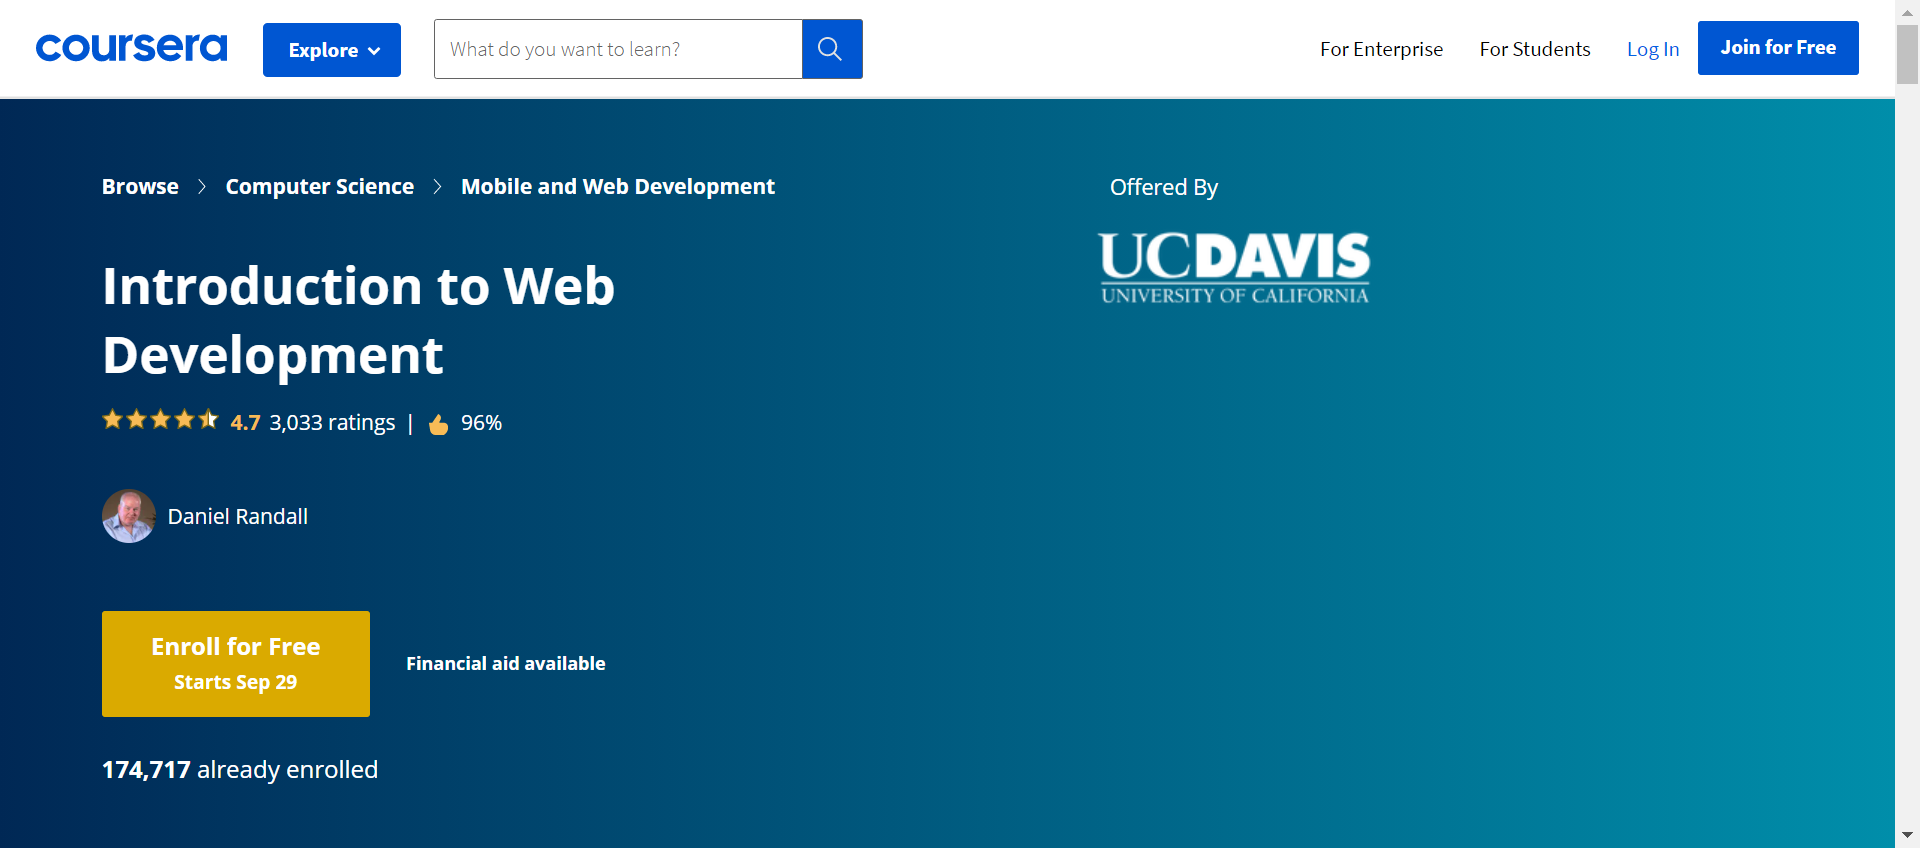 coursera
Explore
What do you want to learn?
For Enterprise
For Students
Log In
Join for Free
Browse
Computer Science
Mobile and Web Development
Offered By
UCDAVIS
UNIVERSITY OF CALIFORNIA
Introduction to Web
Development
4.7 3,033 ratings | 96%
Daniel Randall
Enroll for Free
Starts Sep 29
Financial aid available
174,717 already enrolled